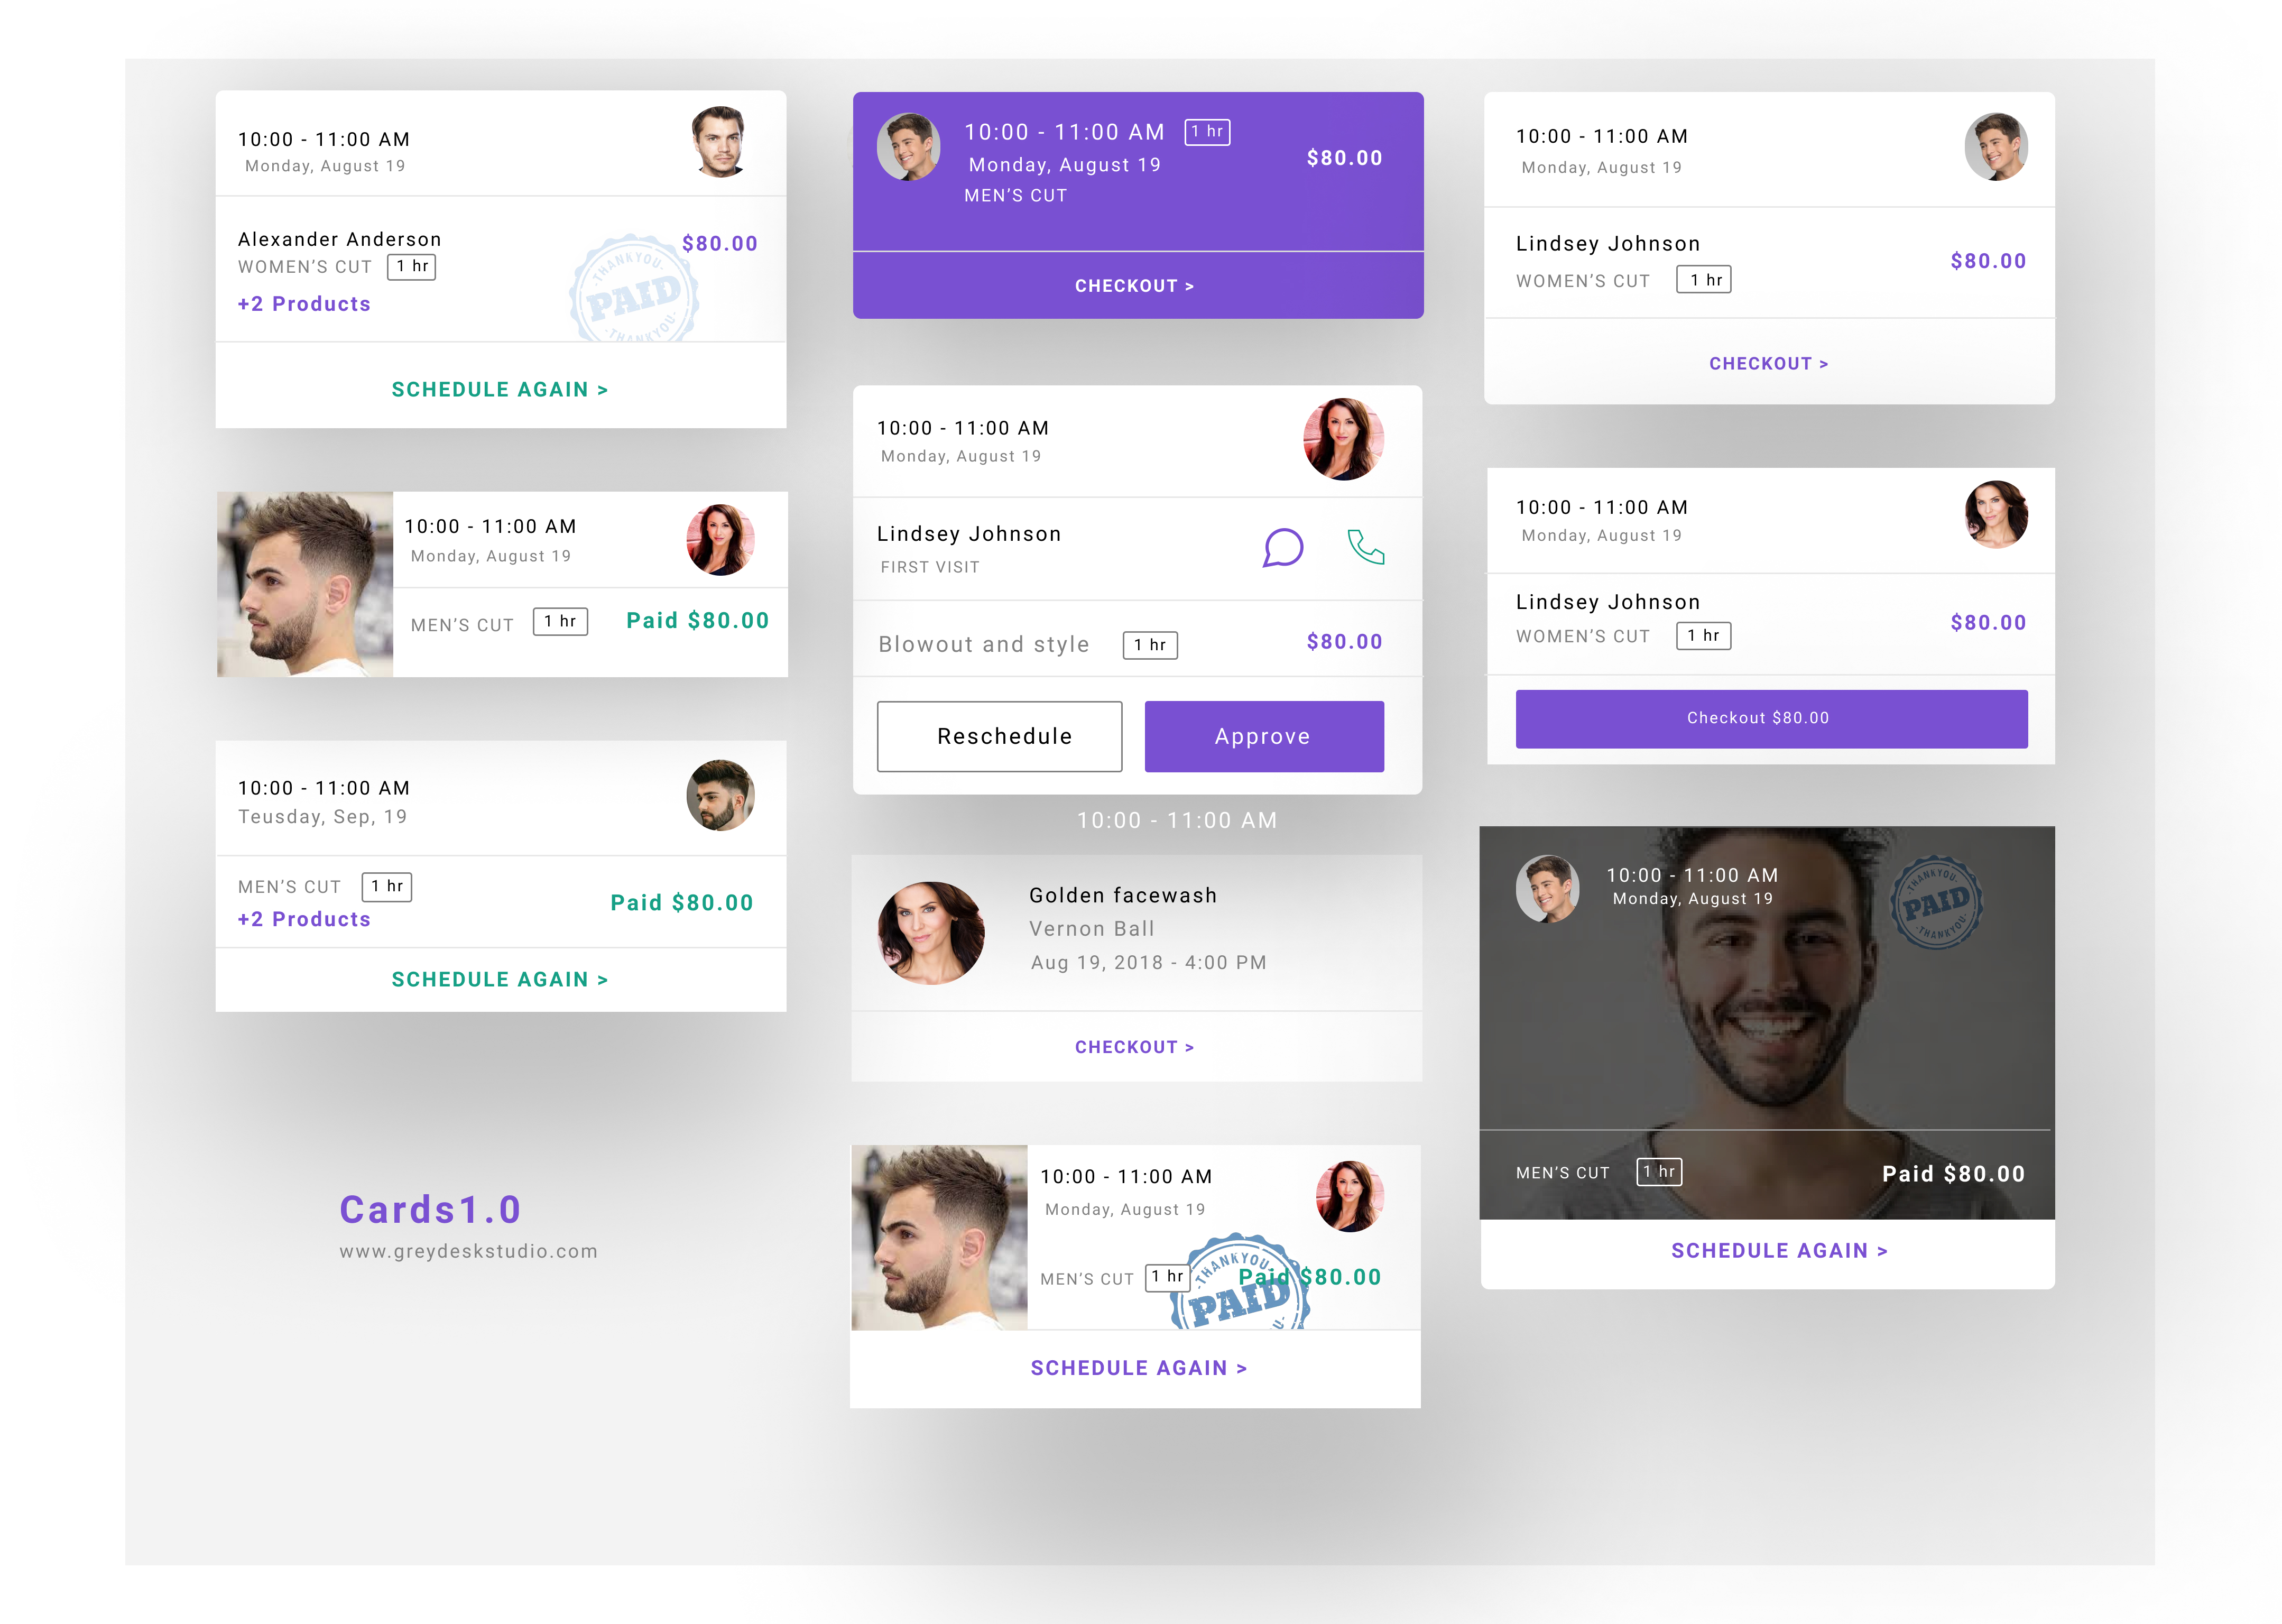 10:00 - 11:00 AM
Monday, August 19
Alexander Anderson
WOMEN'S CUT 1 hr
$80.00
+2 Products
THANKYOU
PAID
THANKYOU
SCHEDULE AGAIN >
10:00 - 11:00 AM
Monday, August 19
MEN'S CUT 1 hr Paid $80.00
10:00 - 11:00 AM
Teusday, Sep, 19
MEN'S CUT 1 hr
+2 Products
Paid $80.00
SCHEDULE AGAIN >
Cards1.0
www.greydeskstudio.com
10:00 - 11:00 AM 1 hr
Monday, August 19
MEN'S CUT
$80.00
CHECKOUT >
10:00 - 11:00 AM
Monday, August 19
Lindsey Johnson
FIRST VISIT
Blowout and style 1 hr $80.00
Reschedule Approve
10:00 - 11:00 AM
Golden facewash
Vernon Ball
Aug 19, 2018 - 4:00 PM
CHECKOUT >
10:00 - 11:00 AM
Monday, August 19
MEN'S CUT 1 hr Paid $80.00
THANKYOU
PAID
SCHEDULE AGAIN >
10:00 - 11:00 AM
Monday, August 19
Lindsey Johnson
WOMEN'S CUT 1 hr
$80.00
CHECKOUT >
10:00 - 11:00 AM
Monday, August 19
Lindsey Johnson
WOMEN'S CUT 1 hr
$80.00
Checkout $80.00
10:00 - 11:00 AM
Monday, August 19
THANKYOU
PAID
THANKYOU
MEN'S CUT 1 hr Paid $80.00
SCHEDULE AGAIN >